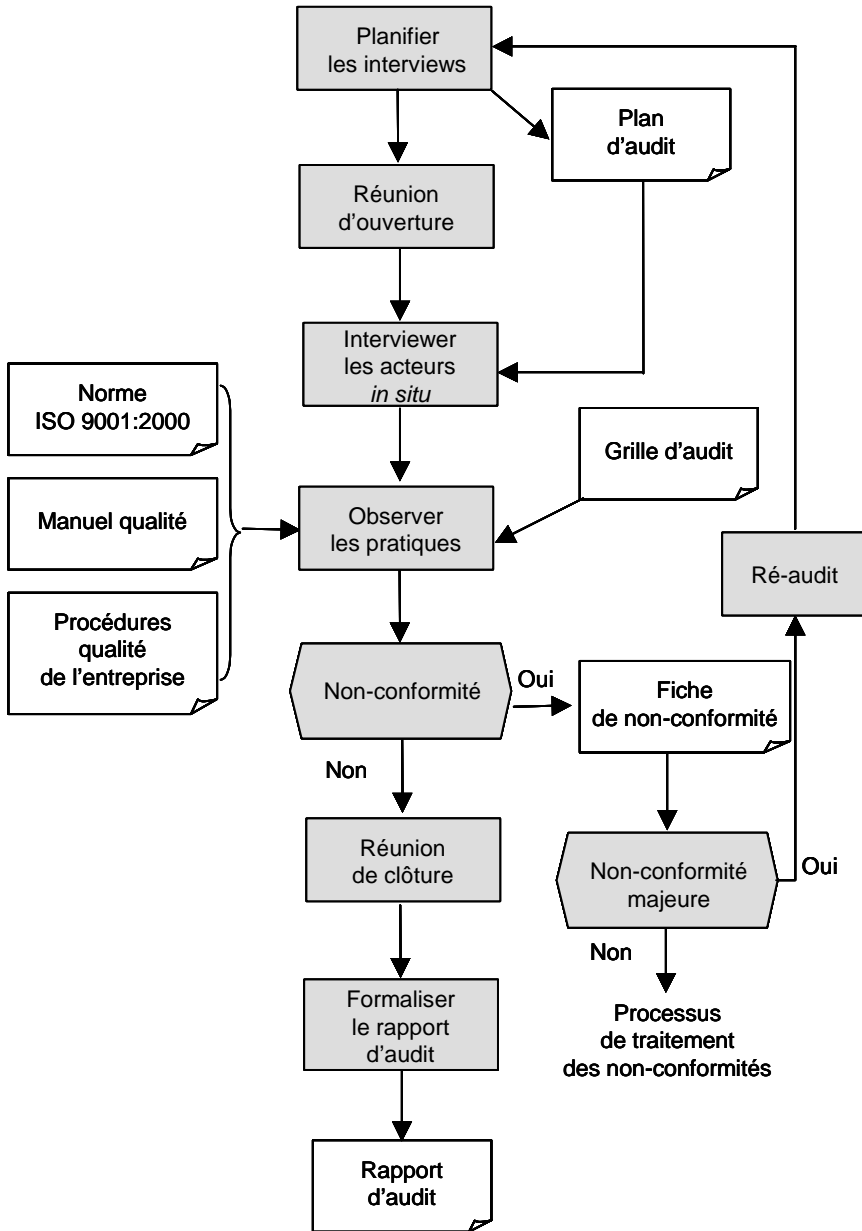 Planifier
les interviews
Plan
d'audit
Réunion
d'ouverture
Interviewer
les acteurs
in situ
Norme
ISO 9001:2000
Grille d'audit
Manuel qualité
Observer
les pratiques
Ré-audit
Procédures
qualité
de l'entreprise
Non-conformité
Oui
Fiche
de non-conformité
Non
Réunion
de clôture
Non-conformité
majeure
Oui
Non
Formaliser
le rapport
d'audit
Processus
de traitement
des non-conformités
Rapport
d'audit